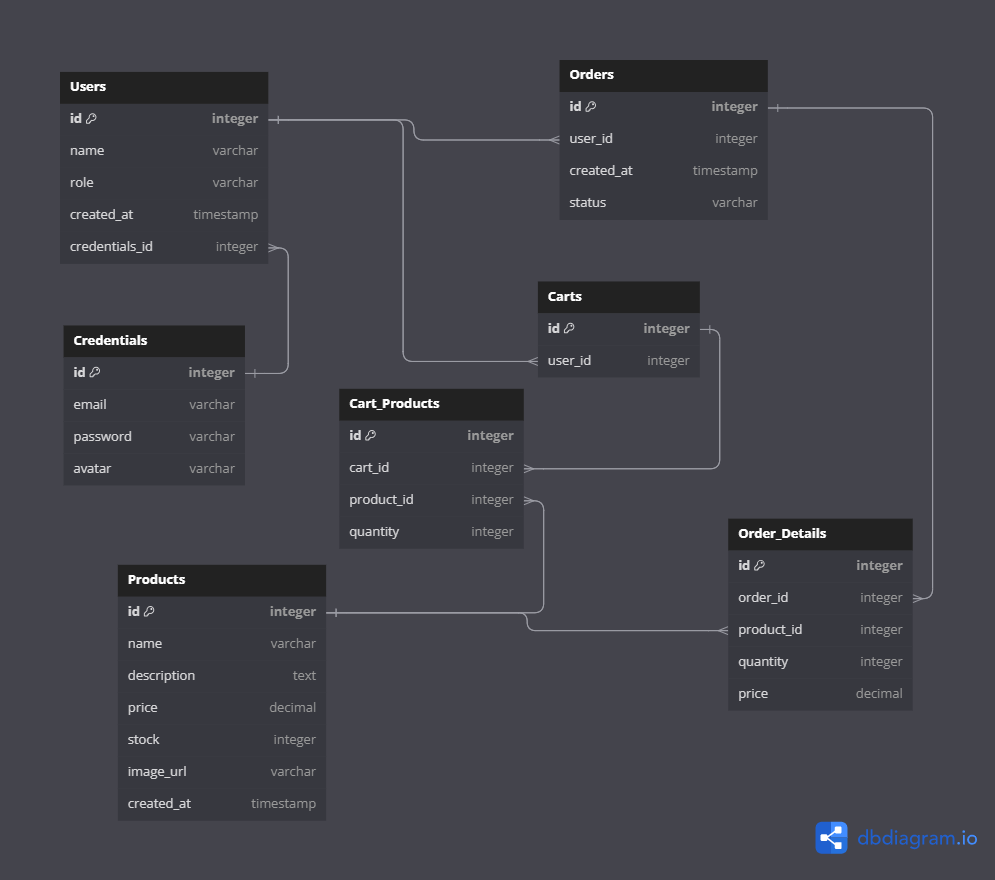 Users
id integer
name varchar
role varchar
created_at timestamp
credentials_id integer
Orders
id integer
user_id integer
created_at timestamp
status varchar
Carts
id integer
user_id integer
Credentials
id integer
email varchar
password varchar
avatar varchar
Cart_Products
id integer
cart_id integer
product_id integer
quantity integer
Order_Details
id integer
order_id integer
product_id integer
quantity integer
price decimal
Products
id integer
name varchar
description text
price decimal
stock integer
image_url varchar
created_at timestamp
dbdiagram.io